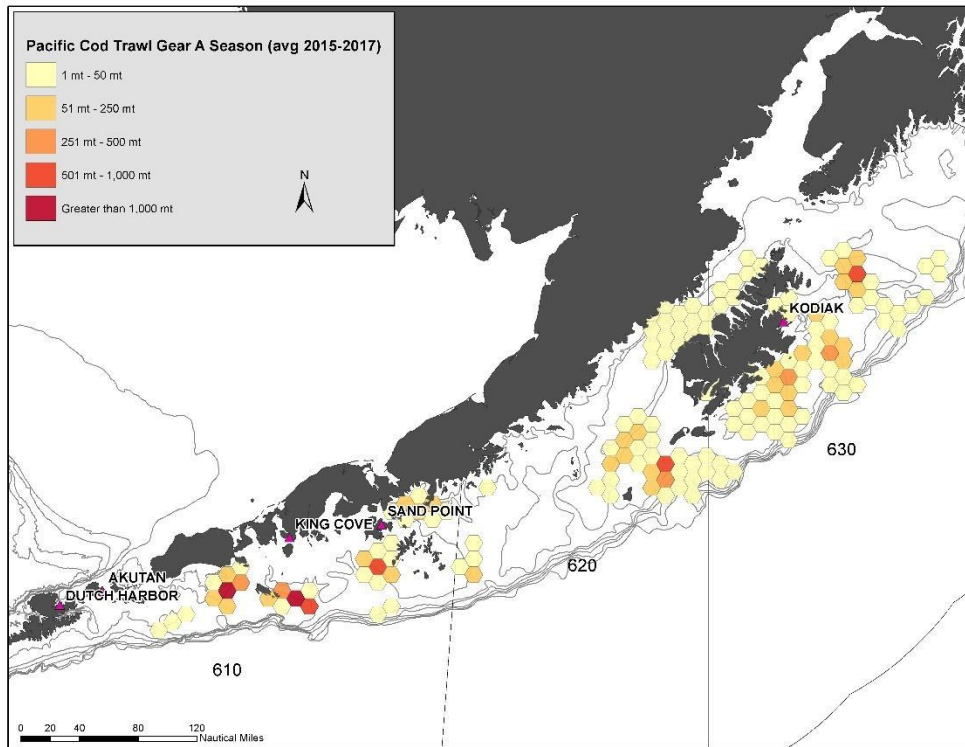 Pacific Cod Trawl Gear A Season (avg 2015-2017)
1 mt - 50 mt
51 mt - 250 mt
251 mt - 500 mt
501 mt - 1,000 mt
Greater than 1,000 mt
N
KODIAK
630
SAND POINT
KING COVE
620
AKUTAN
DUTCH HARBOR
610
0 20 40 80 120
Nautical Miles